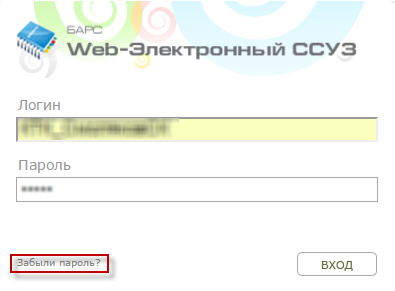 БАРС
Web-Электронный ССУЗ
Логин
Пароль
Забыли пароль?
ВХОД